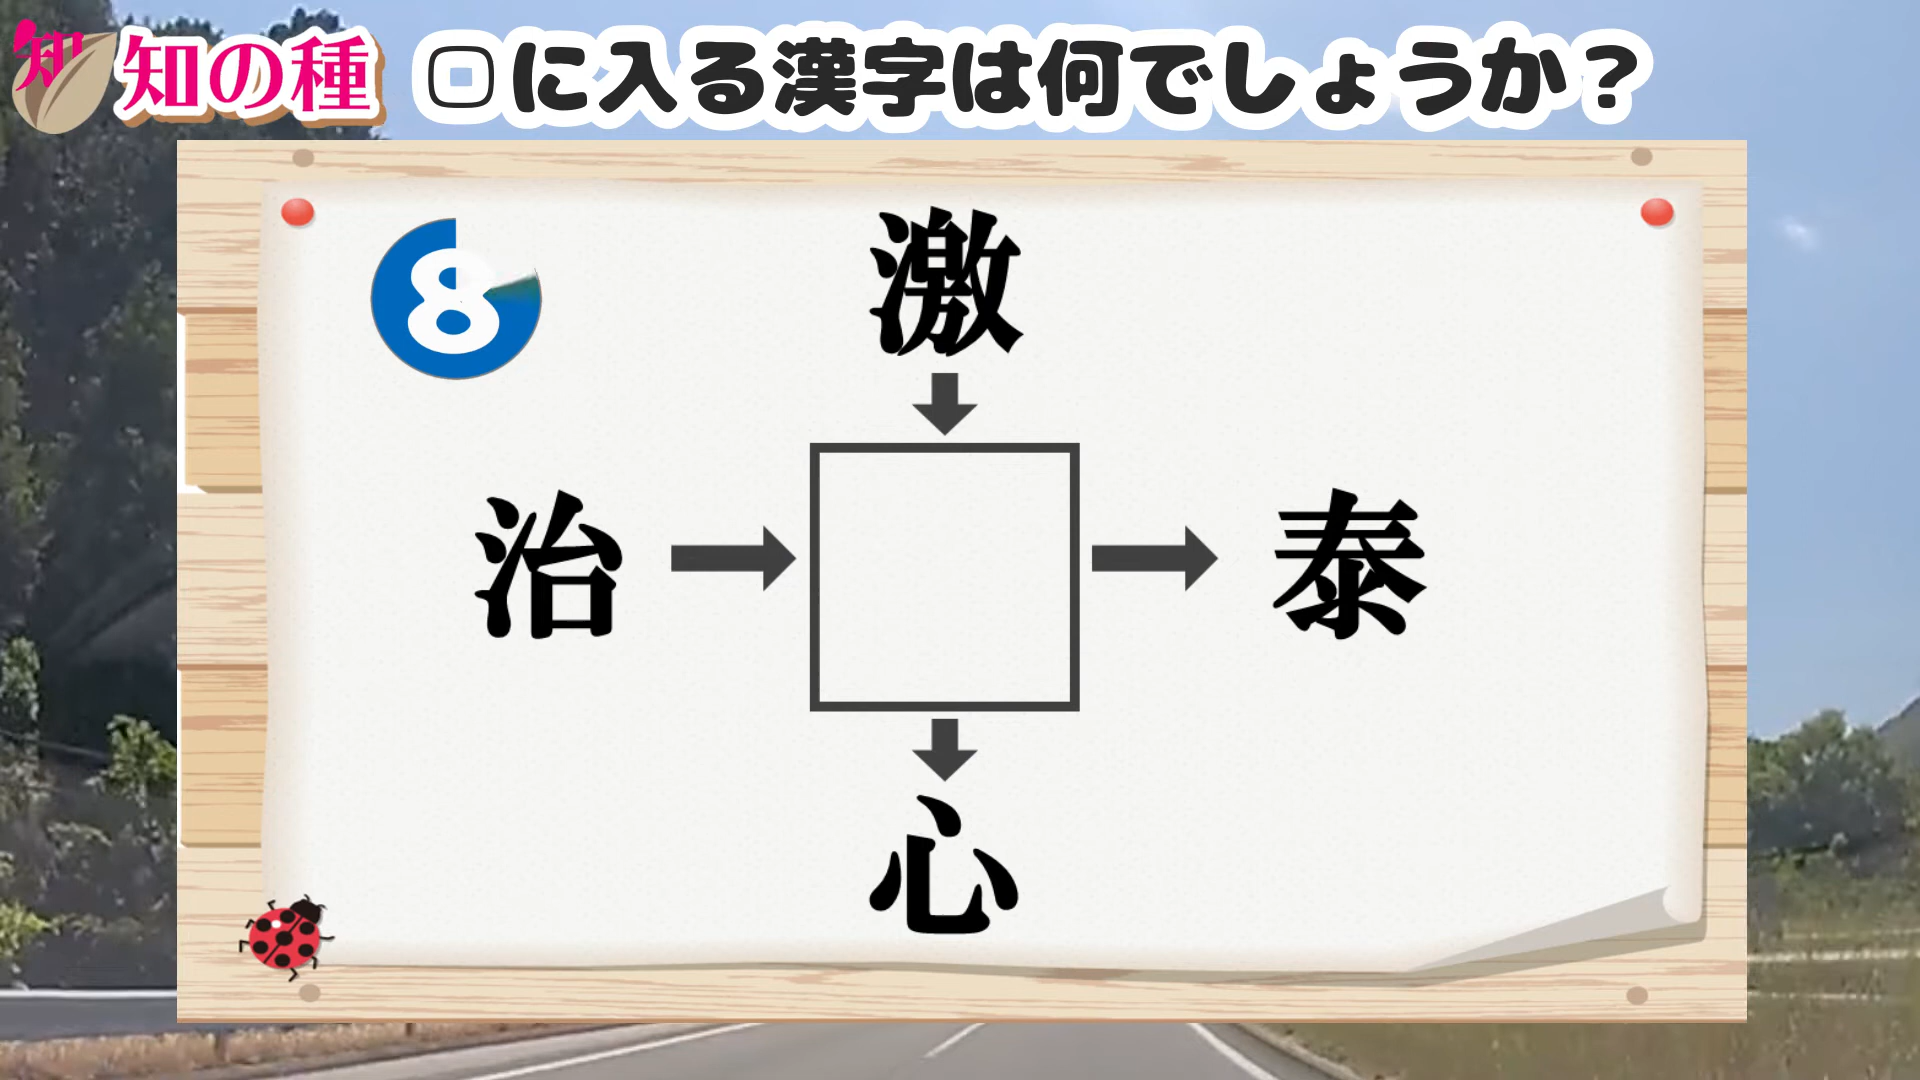 知 知の種 □に入る漢字は何でしょうか？
8
激
治
泰
心